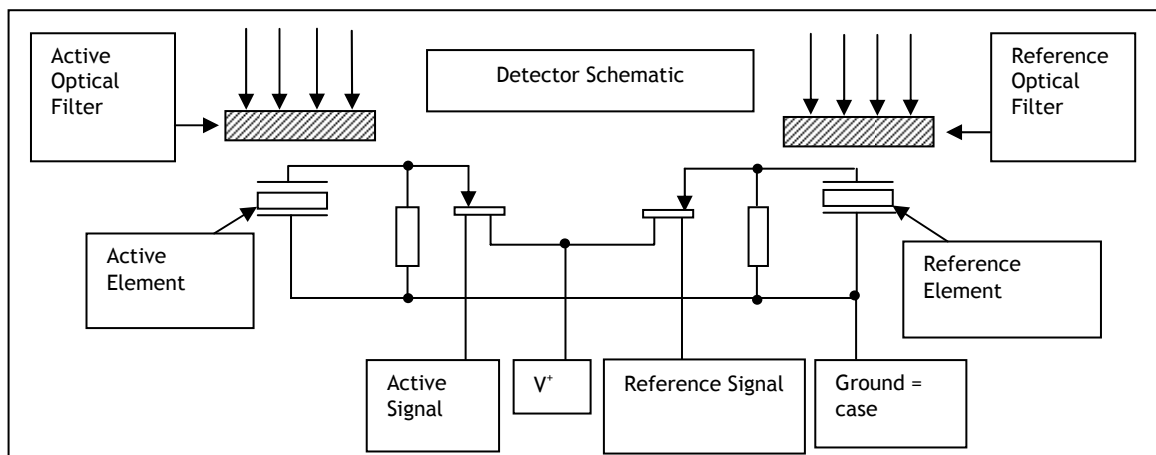 Active
Optical
Filter
Detector Schematic
Reference
Optical
Filter
Active
Element
Reference
Element
Active
Signal
V⁺
Reference Signal
Ground =
case